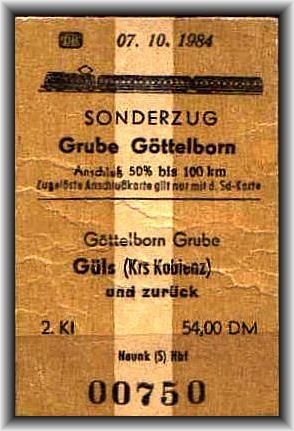 DB 07. 10. 1984
SONDERZUG
Grube Göttelborn
Anschluß 50% bis 100 km
Zugelöste Anschlußkarte gilt nur mit d. Sd-Karte
Göttelborn Grube
Güls (Krs Koblenz)
und zurück
2. Kl 54,00 DM
Neunk (S) Hbf
00750